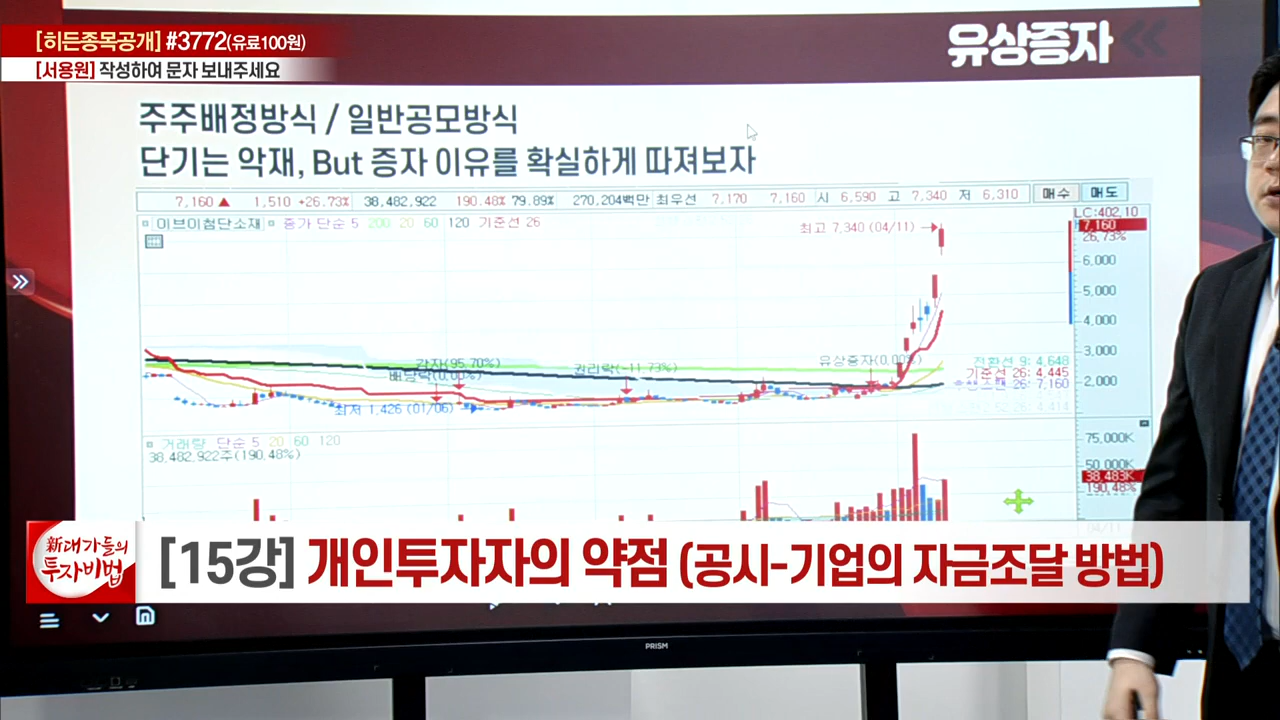 [히든종목공개] #3772(유료100원)
[서용원] 작성하여 문자 보내주세요
유상증자
주주배정방식 / 일반공모방식
단기는 악재, But 증자 이유를 확실하게 따져보자
7,160 ▲ 1,510 +26.73% 38,482,922 190.48% 79.89% 270,204백만 최우선 7,170 7,160 시 6,590 고 7,340 저 6,310 매수 매도
이브이첨단소재 종가 단순 5 200 20 60 120 기준선 26
LC:402.10
최고 7,340 (04/11)
7,160
26.73%
6,000
5,000
4,000
3,000
2,000
감자(95.70%)
배당락(0.00%)
권리락(-11.73%)
유상증자(0.00%)
전환선 9: 4,648
기준선 26: 4,445
26: 7,160
최저 1,426 (01/06)
거래량 단순 5 20 60 120
38,482,922주(190.48%)
75,000K
50,000K
38,483K
190.48%
04/11
新대가들의
투자비법
[15강] 개인투자자의 약점 (공시-기업의 자금조달 방법)
PRISM